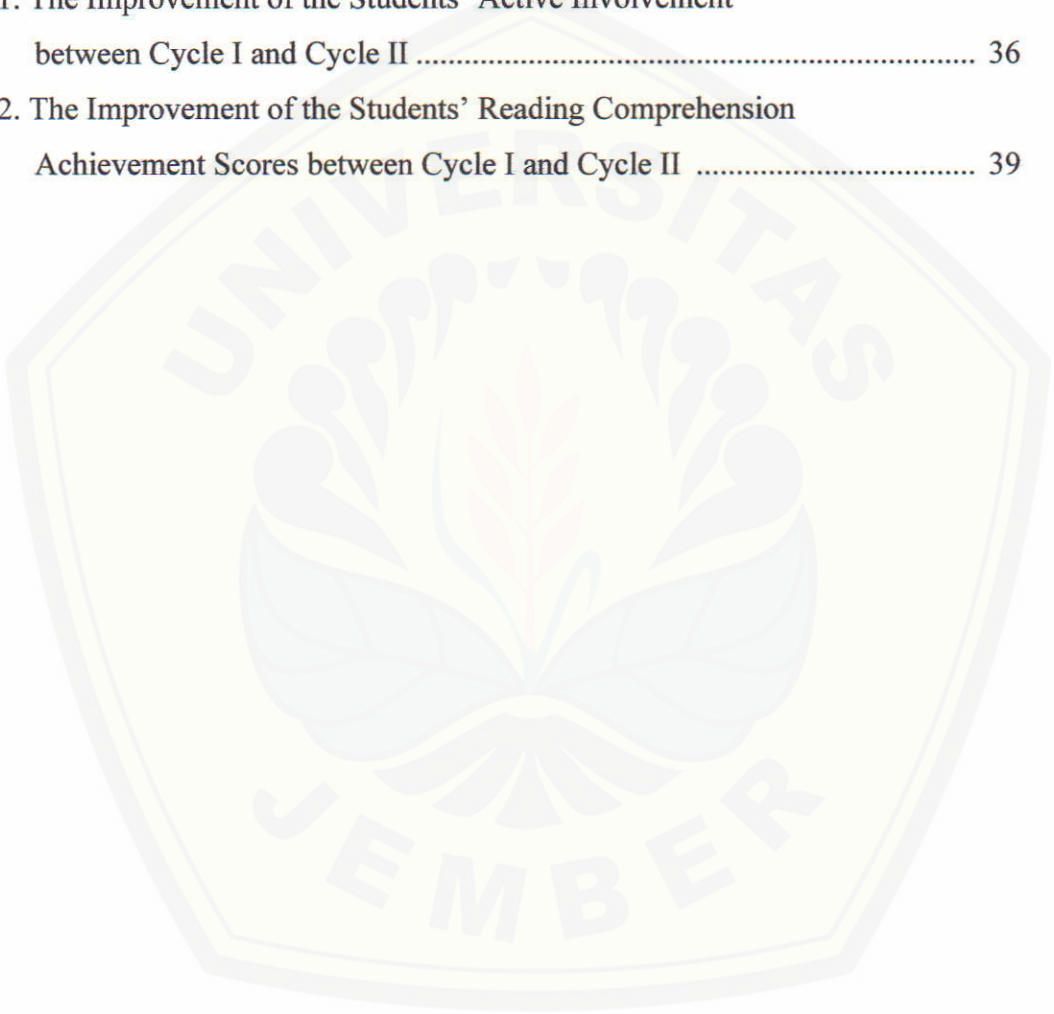 1. The Improvement of the Students' Active Involvement
between Cycle I and Cycle II ........................................................................ 36
2. The Improvement of the Students' Reading Comprehension
Achievement Scores between Cycle I and Cycle II .................................. 39
UNIVERSITAS
JEMBER